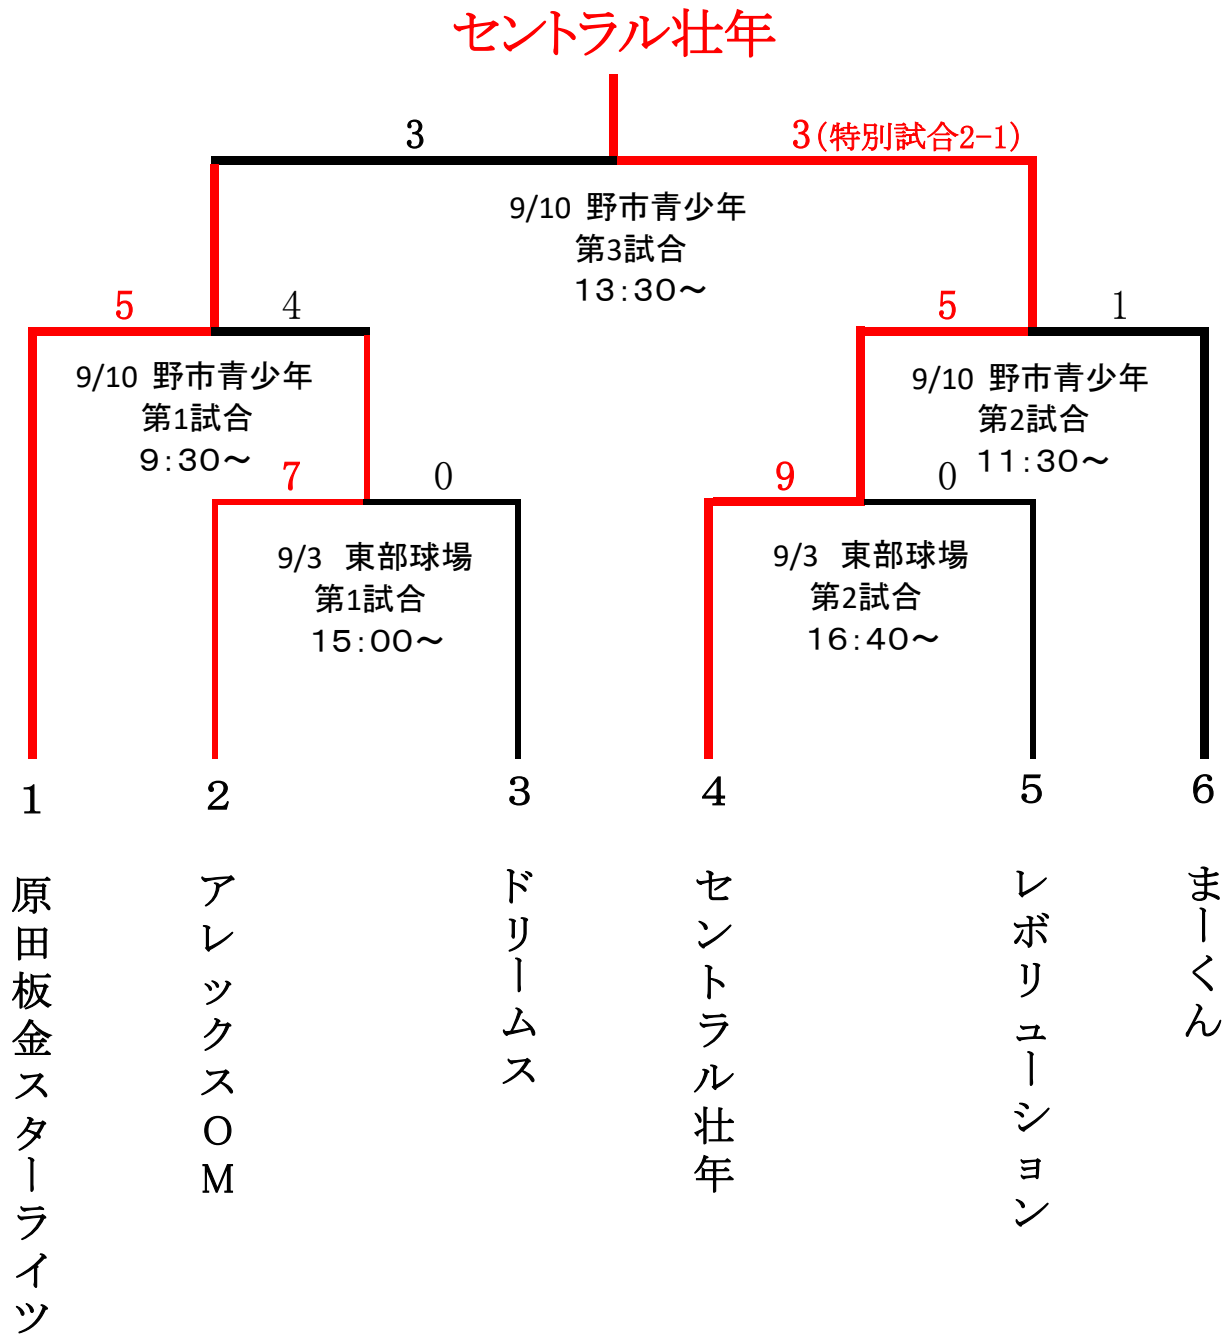 セントラル壮年
3
3(特別試合2-1)
9/10 野市青少年
第3試合
13:30～
5
4
5
1
9/10 野市青少年
第1試合
9:30～
9/10 野市青少年
第2試合
11:30～
7
0
9
0
9/3 東部球場
第1試合
15:00～
9/3 東部球場
第2試合
16:40～
1
2
3
4
5
6
原田板金スターライツ
アレックスOM
ドリームス
セントラル壮年
レボリューション
まーくん